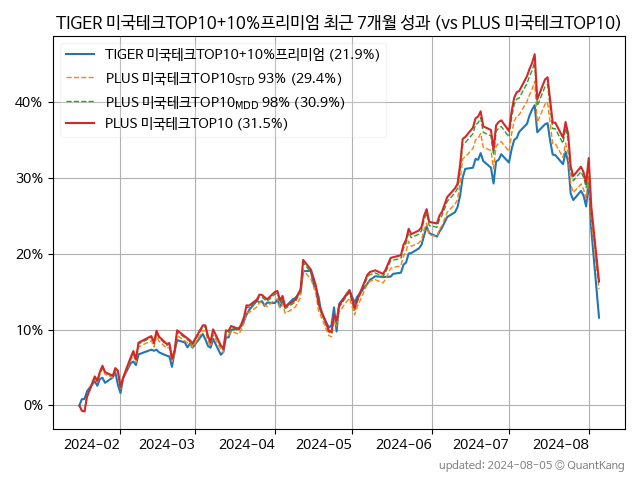 TIGER 미국테크TOP10+10%프리미엄 최근 7개월 성과 (vs PLUS 미국테크TOP10)
TIGER 미국테크TOP10+10%프리미엄 (21.9%)
PLUS 미국테크TOP10STD 93% (29.4%)
PLUS 미국테크TOP10MDD 98% (30.9%)
PLUS 미국테크TOP10 (31.5%)
40%
30%
20%
10%
0%
2024-02 2024-03 2024-04 2024-05 2024-06 2024-07 2024-08
updated: 2024-08-05 © QuantKang